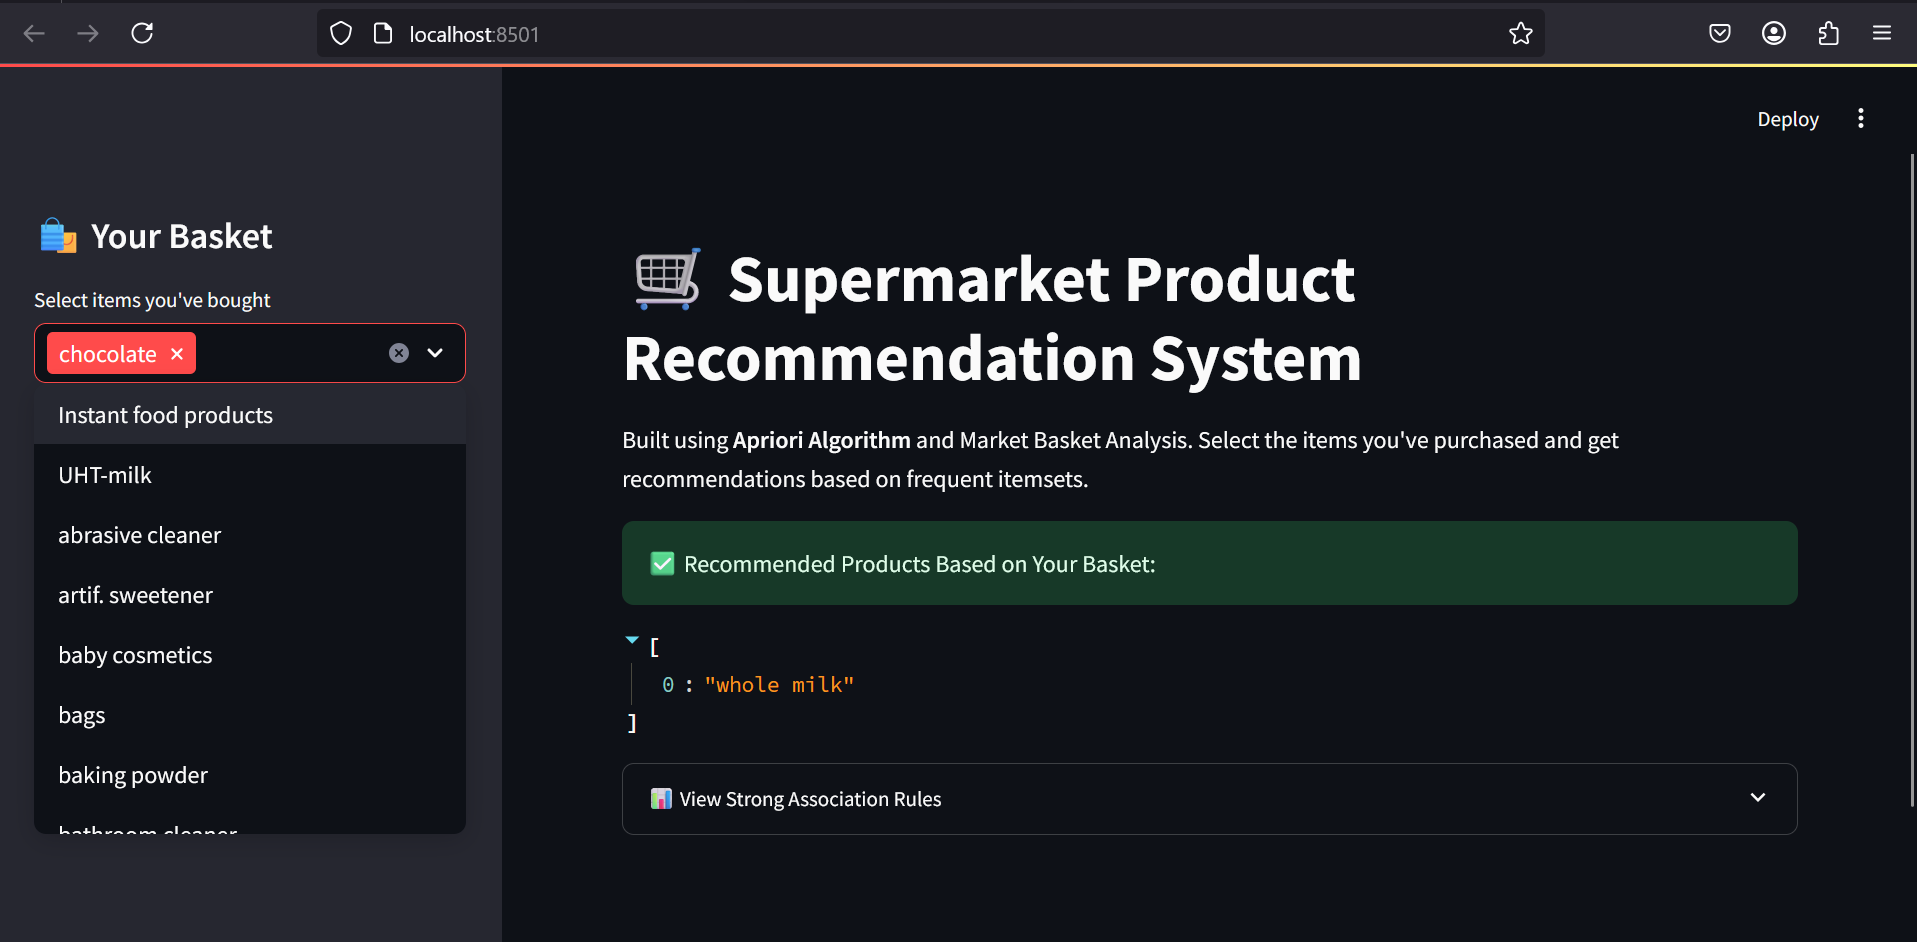 localhost:8501
Deploy
Your Basket
Select items you've bought
chocolate
Instant food products
UHT-milk
abrasive cleaner
artif. sweetener
baby cosmetics
bags
baking powder
bathroom cleaner
Supermarket Product
Recommendation System
Built using Apriori Algorithm and Market Basket Analysis. Select the items you've purchased and get
recommendations based on frequent itemsets.
Recommended Products Based on Your Basket:
[
0 : "whole milk"
]
View Strong Association Rules